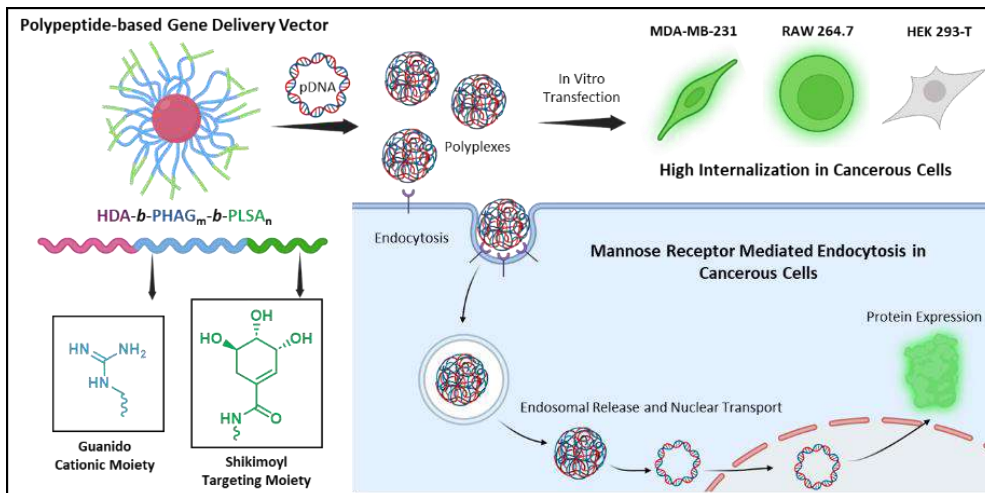 Polypeptide-based Gene Delivery Vector
pDNA
Polyplexes
In Vitro
Transfection
MDA-MB-231
RAW 264.7
HEK 293-T
High Internalization in Cancerous Cells
HDA-b-PHAGm-b-PLSAn
Endocytosis
Mannose Receptor Mediated Endocytosis in
Cancerous Cells
HN
NH2
HN
Guanido
Cationic Moiety
OH
HO
OH
HN
O
Shikimoyl
Targeting Moiety
Endosomal Release and Nuclear Transport
Protein Expression